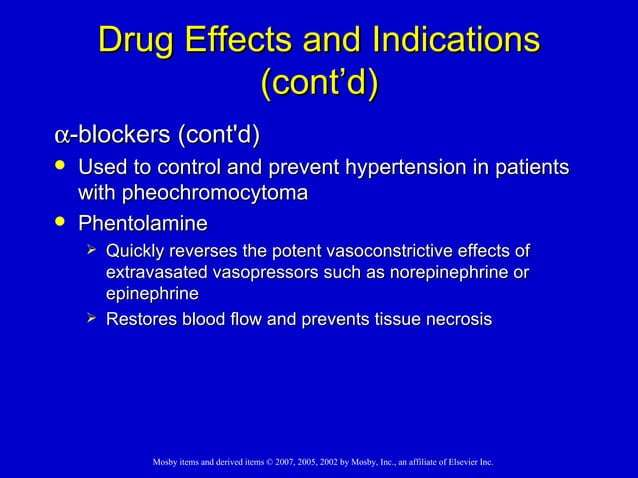 Drug Effects and Indications
(cont’d)
α-blockers (cont'd)
Used to control and prevent hypertension in patients
with pheochromocytoma
Phentolamine
Quickly reverses the potent vasoconstrictive effects of
extravasated vasopressors such as norepinephrine or
epinephrine
Restores blood flow and prevents tissue necrosis
Mosby items and derived items © 2007, 2005, 2002 by Mosby, Inc., an affiliate of Elsevier Inc.